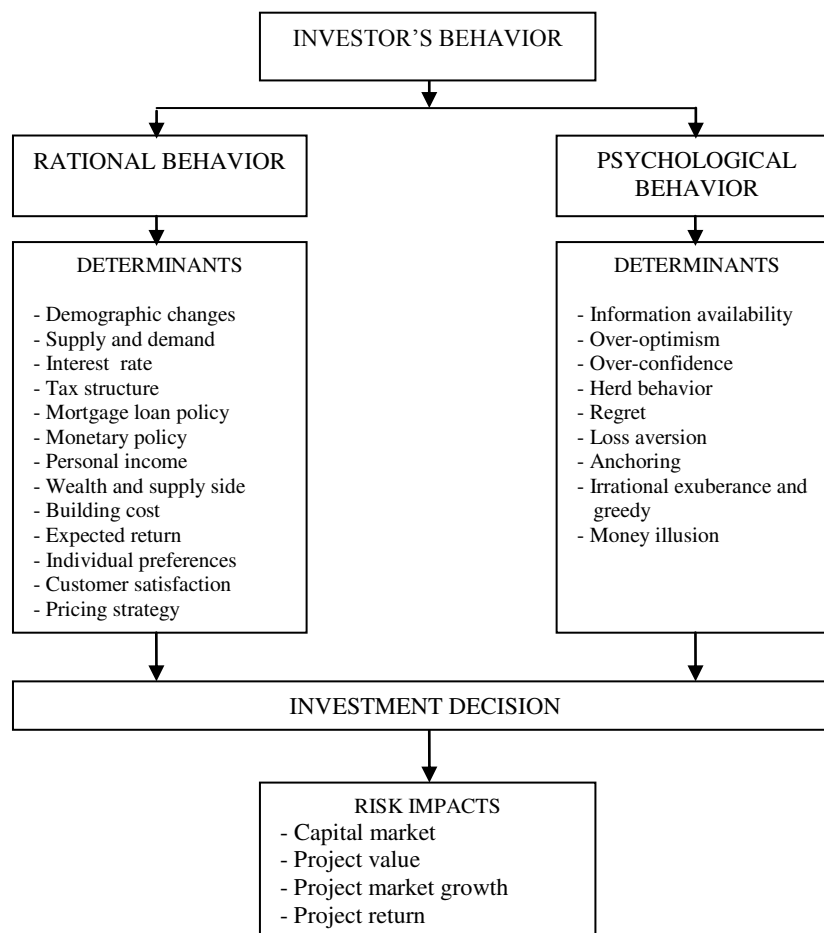 INVESTOR'S BEHAVIOR
RATIONAL BEHAVIOR
DETERMINANTS
- Demographic changes
- Supply and demand
- Interest rate
- Tax structure
- Mortgage loan policy
- Monetary policy
- Personal income
- Wealth and supply side
- Building cost
- Expected return
- Individual preferences
- Customer satisfaction
- Pricing strategy
PSYCHOLOGICAL
BEHAVIOR
DETERMINANTS
- Information availability
- Over-optimism
- Over-confidence
- Herd behavior
- Regret
- Loss aversion
- Anchoring
- Irrational exuberance and
greedy
- Money illusion
INVESTMENT DECISION
RISK IMPACTS
- Capital market
- Project value
- Project market growth
- Project return